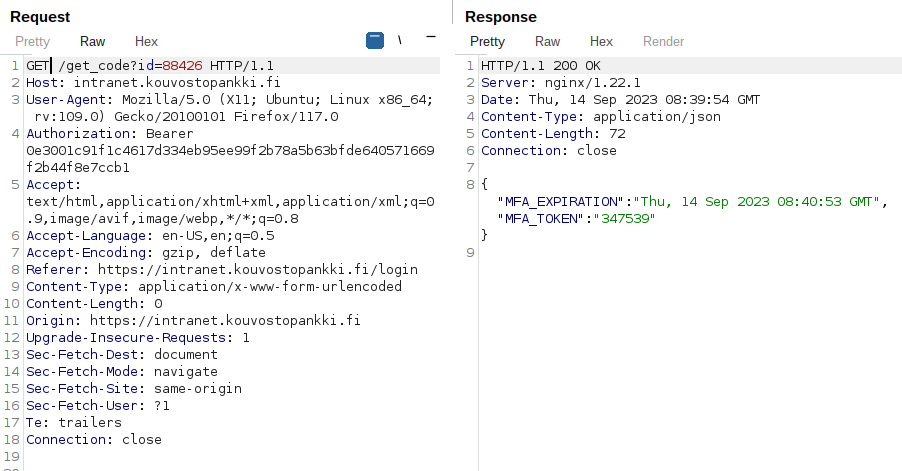 Request
Pretty Raw Hex \
1 GET /get_code?id=88426 HTTP/1.1
2 Host: intranet.kouvostopankki.fi
3 User-Agent: Mozilla/5.0 (X11; Ubuntu; Linux x86_64;
rv:109.0) Gecko/20100101 Firefox/117.0
4 Authorization: Bearer
0e3001c91f1c4617d334eb95ee99f2b78a5b63bfde640571669
f2b44f8e7ccb1
5 Accept:
text/html,application/xhtml+xml,application/xml;q=0
.9,image/avif,image/webp,*/*;q=0.8
6 Accept-Language: en-US,en;q=0.5
7 Accept-Encoding: gzip, deflate
8 Referer: https://intranet.kouvostopankki.fi/login
9 Content-Type: application/x-www-form-urlencoded
10 Content-Length: 0
11 Origin: https://intranet.kouvostopankki.fi
12 Upgrade-Insecure-Requests: 1
13 Sec-Fetch-Dest: document
14 Sec-Fetch-Mode: navigate
15 Sec-Fetch-Site: same-origin
16 Sec-Fetch-User: ?1
17 Te: trailers
18 Connection: close
19
Response
Pretty Raw Hex Render
1 HTTP/1.1 200 OK
2 Server: nginx/1.22.1
3 Date: Thu, 14 Sep 2023 08:39:54 GMT
4 Content-Type: application/json
5 Content-Length: 72
6 Connection: close
7
8 {
"MFA_EXPIRATION":"Thu, 14 Sep 2023 08:40:53 GMT",
"MFA_TOKEN":"347539"
}
9